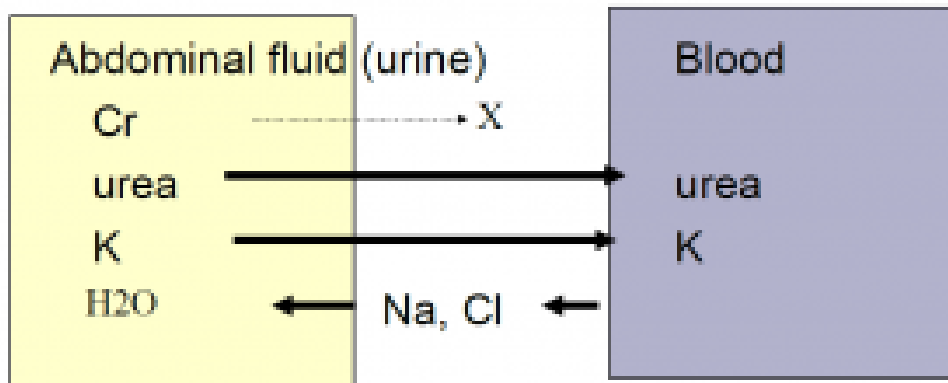 Abdominal fluid (urine)
Blood
Cr
X
urea
urea
K
K
H2O
Na, Cl